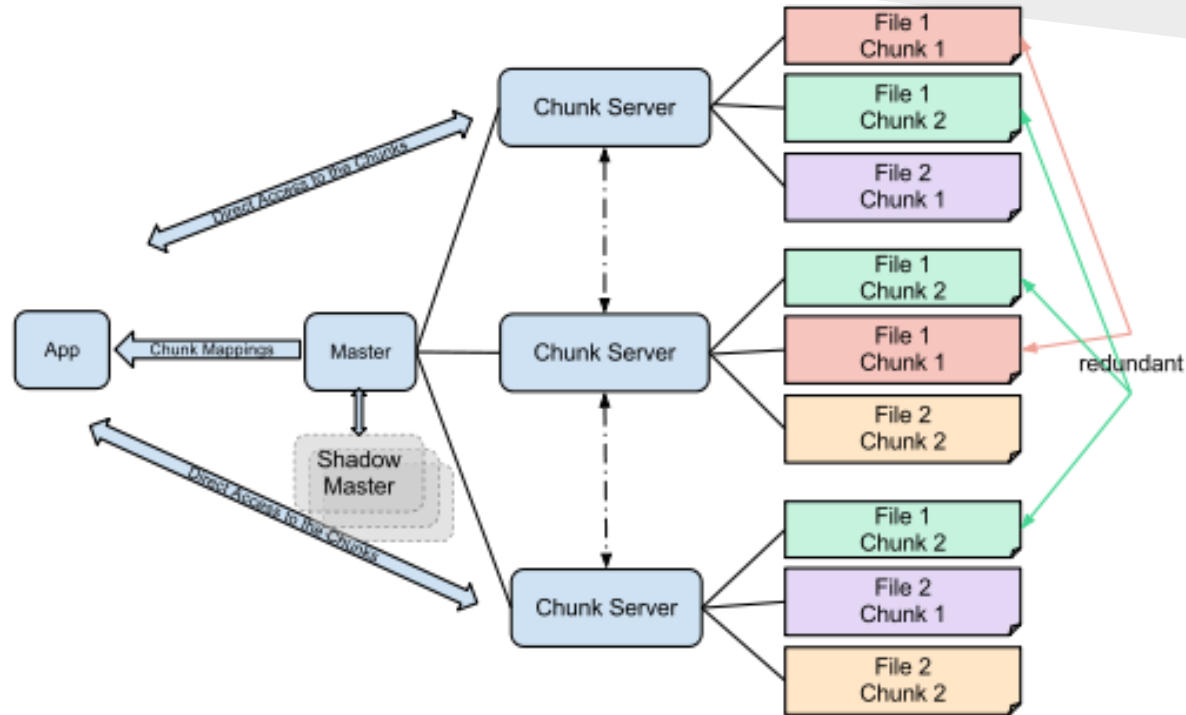 File 1
Chunk 1
Chunk Server
File 1
Chunk 2
Direct Access to the Chunks
File 2
Chunk 1
File 1
Chunk 2
App
Chunk Mappings
Master
Chunk Server
File 1
Chunk 1
redundant
File 2
Chunk 2
Shadow
Master
Direct Access to the Chunks
File 1
Chunk 2
Chunk Server
File 2
Chunk 1
File 2
Chunk 2